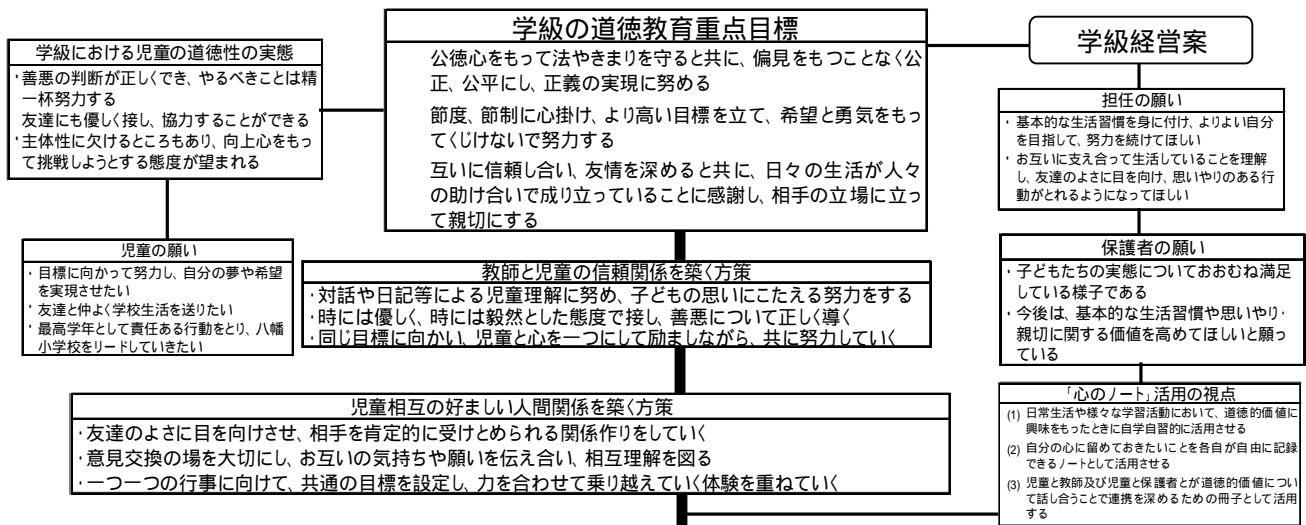 学級の道徳教育重点目標
公徳心をもって法やきまりを守ると共に、偏見をもつことなく公
正、公平にし、正義の実現に努める
節度、節制に心掛け、より高い目標を立て、希望と勇気をもっ
てくじけないで努力する
互いに信頼し合い、友情を深めると共に、日々の生活が人々
の助け合いで成り立っていることに感謝し、相手の立場に立っ
て親切にする
学級経営案
学級における児童の道徳性の実態
・善悪の判断が正しくでき、やるべきことは精
一杯努力する
友達にも優しく接し、協力することができる
・主体性に欠けるところもあり、向上心をもっ
て挑戦しようとする態度が望まれる
担任の願い
・基本的な生活習慣を身に付け、よりよい自分
を目指して、努力を続けてほしい
・お互いに支え合って生活していることを理解
し、友達のよさに目を向け、思いやりのある行
動がとれるようになってほしい
児童の願い
・目標に向かって努力し、自分の夢や希望
を実現させたい
・友達と仲よく学校生活を送りたい
・最高学年として責任ある行動をとり、八幡
小学校をリードしていきたい
教師と児童の信頼関係を築く方策
・対話や日記等による児童理解に努め、子どもの思いにこたえる努力をする
・時には優しく、時には毅然とした態度で接し、善悪について正しく導く
・同じ目標に向かい、児童と心を一つにして励ましながら、共に努力していく
保護者の願い
・子どもたちの実態についておおむね満足
している様子である
・今後は、基本的な生活習慣や思いやり・
親切に関する価値を高めてほしいと願っ
ている
児童相互の好ましい人間関係を築く方策
・友達のよさに目を向けさせ、相手を肯定的に受けとめられる関係作りをしていく
・意見交換の場を大切にし、お互いの気持ちや願いを伝え合い、相互理解を図る
・一つ一つの行事に向けて、共通の目標を設定し、力を合わせて乗り越えていく体験を重ねていく
「心のノート」活用の視点
(1) 日常生活や様々な学習活動において、道徳的価値に
興味をもったときに自学自習的に活用させる
(2) 自分の心に留めておきたいことを各自が自由に記録
できるノートとして活用させる
(3) 児童と教師及び児童と保護者とが道徳的価値につい
て話し合うことで連携を深めるための冊子として活用
する